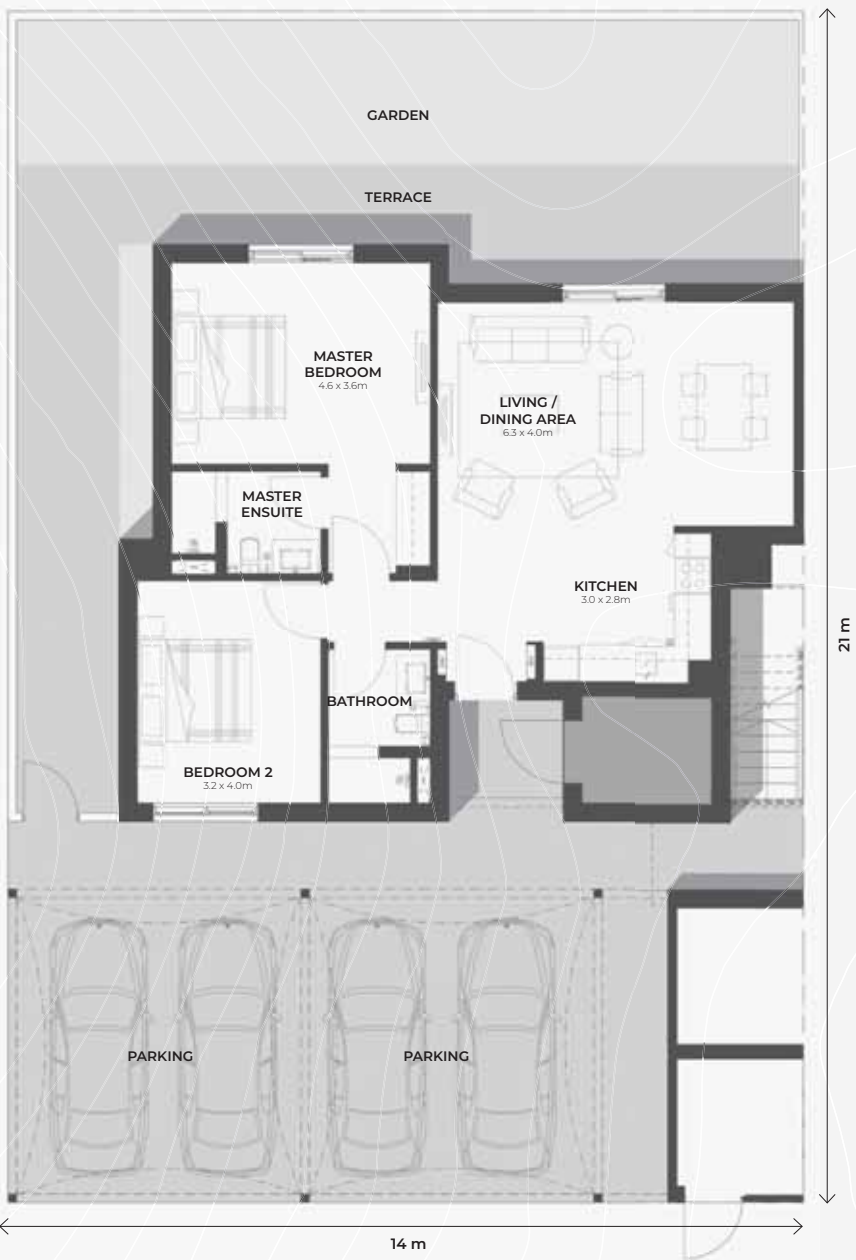 GARDEN
TERRACE
MASTER
BEDROOM
4.6 x 3.6m
LIVING /
DINING AREA
6.3 x 4.0m
MASTER
ENSUITE
KITCHEN
3.0 x 2.8m
21 m
BATHROOM
BEDROOM 2
3.2 x 4.0m
PARKING
PARKING
14 m